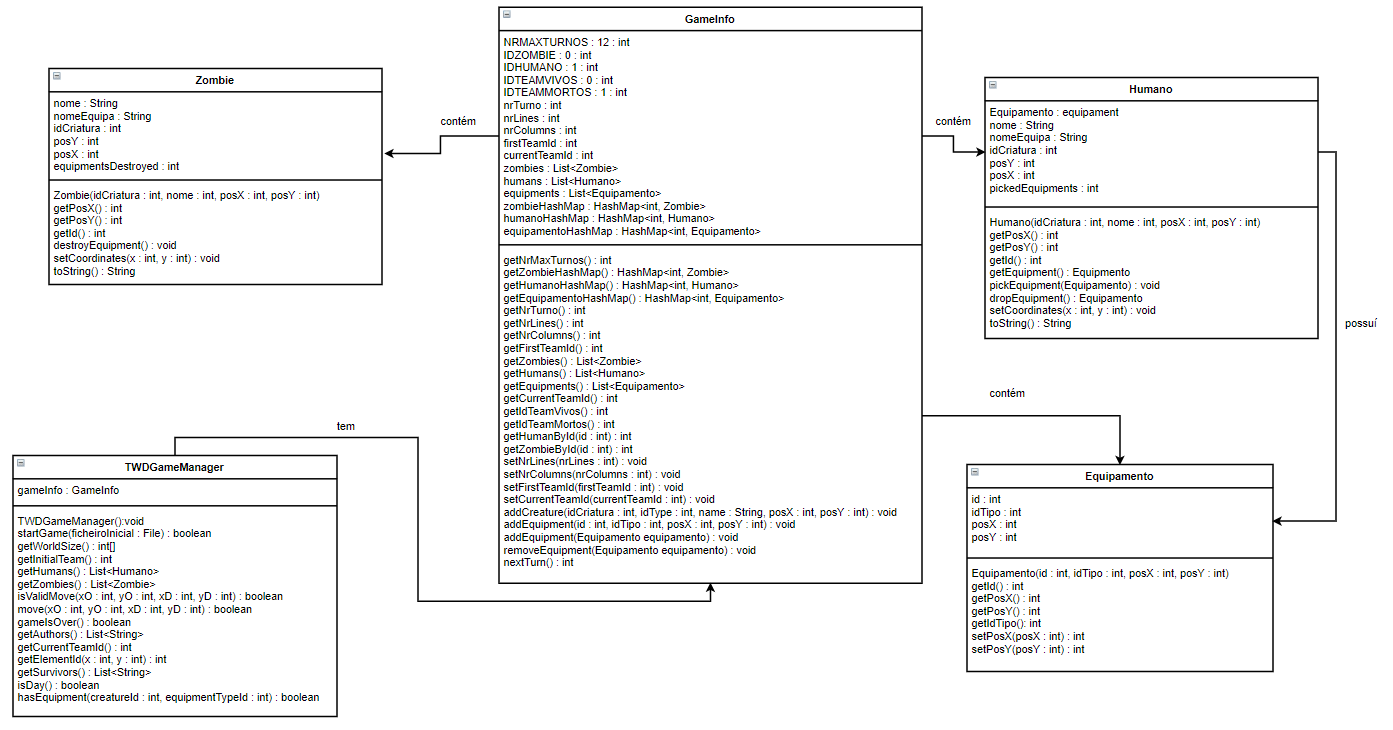 GameInfo
NRMAXTURNOS : 12 : int
IDZOMBIE : 0 : int
IDHUMANO : 1 : int
IDTEAMVIVOS : 0 : int
IDTEAMMORTOS : 1 : int
nrTurno : int
nrLines : int
nrColumns : int
firstTeamId : int
currentTeamId : int
zombies : List<Zombie>
humans : List<Humano>
equipments : List<Equipamento>
zombieHashMap : HashMap<int, Zombie>
humanoHashMap : HashMap<int, Humano>
equipamentoHashMap : HashMap<int, Equipamento>
getNrMaxTurnos() : int
getZombieHashMap() : HashMap<int, Zombie>
getHumanoHashMap() : HashMap<int, Humano>
getEquipamentoHashMap() : HashMap<int, Equipamento>
getNrTurno() : int
getNrLines() : int
getNrColumns() : int
getFirstTeamId() : int
getZombies() : List<Zombie>
getHumans() : List<Humano>
getEquipments() : List<Equipamento>
getCurrentTeamId() : int
getIdTeamVivos() : int
getIdTeamMortos() : int
getHumanById(id : int) : int
getZombieById(id : int) : int
setNrLines(nrLines : int) : void
setNrColumns(nrColumns : int) : void
setFirstTeamId(firstTeamId : int) : void
setCurrentTeamId(currentTeamId : int) : void
addCreature(idCriatura : int, idType : int, name : String, posX : int, posY : int) : void
addEquipment(id : int, idTipo : int, posX : int, posY : int) : void
addEquipment(Equipamento equipamento) : void
removeEquipment(Equipamento equipamento) : void
nextTurn() : int
Zombie
nome : String
nomeEquipa : String
idCriatura : int
posY : int
posX : int
equipmentsDestroyed : int
Zombie(idCriatura : int, nome : int, posX : int, posY : int)
getPosX() : int
getPosY() : int
getId() : int
destroyEquipment() : void
setCoordinates(x : int, y : int) : void
toString() : String
contém
contém
Humano
Equipamento : equipament
nome : String
nomeEquipa : String
idCriatura : int
posY : int
posX : int
pickedEquipments : int
Humano(idCriatura : int, nome : int, posX : int, posY : int)
getPosX() : int
getPosY() : int
getId() : int
getEquipment() : Equipmento
pickEquipment(Equipamento) : void
dropEquipment() : Equipamento
setCoordinates(x : int, y : int) : void
toString() : String
possuí
contém
tem
TWDGameManager
gameInfo : GameInfo
TWDGameManager():void
startGame(ficheiroInicial : File) : boolean
getWorldSize() : int[]
getInitialTeam() : int
getHumans() : List<Humano>
getZombies() : List<Zombie>
isValidMove(xO : int, yO : int, xD : int, yD : int) : boolean
move(xO : int, yO : int, xD : int, yD : int) : boolean
gameIsOver() : boolean
getAuthors() : List<String>
getCurrentTeamId() : int
getElementId(x : int, y : int) : int
getSurvivors() : List<String>
isDay() : boolean
hasEquipment(creatureId : int, equipmentTypeId : int) : boolean
Equipamento
id : int
idTipo : int
posX : int
posY : int
Equipamento(id : int, idTipo : int, posX : int, posY : int)
getId() : int
getPosX() : int
getPosY() : int
getIdTipo(): int
setPosX(posX : int) : int
setPosY(posY : int) : int